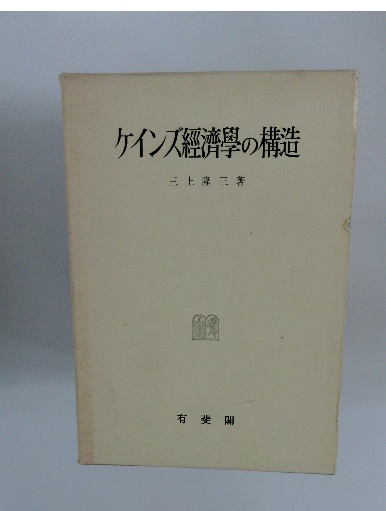 ケインズ經濟學の構造
三上隆三著
有斐閣